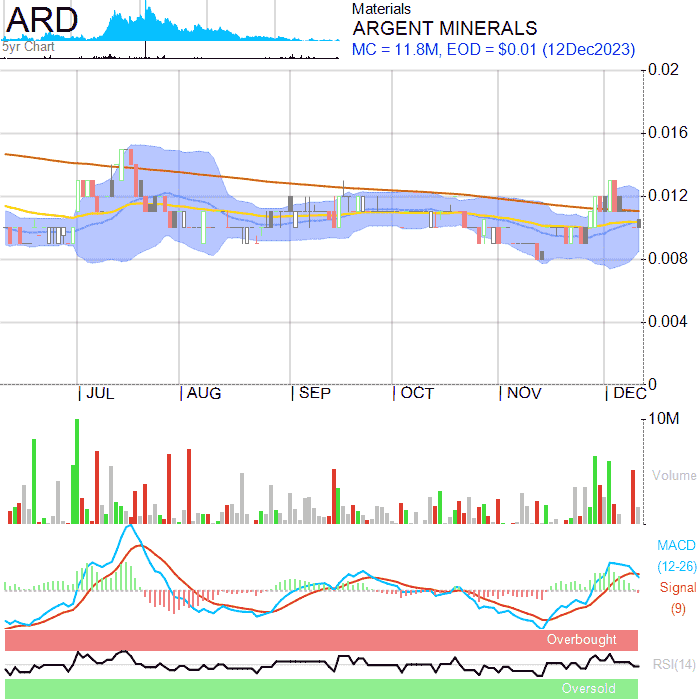 ARD
5yr Chart
Materials
ARGENT MINERALS
MC = 11.8M, EOD = $0.01 (12Dec2023)
0.02
0.016
0.012
0.008
0.004
0
JUL AUG SEP OCT NOV DEC
10M
Volume
MACD
(12-26)
Signal
(9)
Overbought
RSI(14)
Oversold